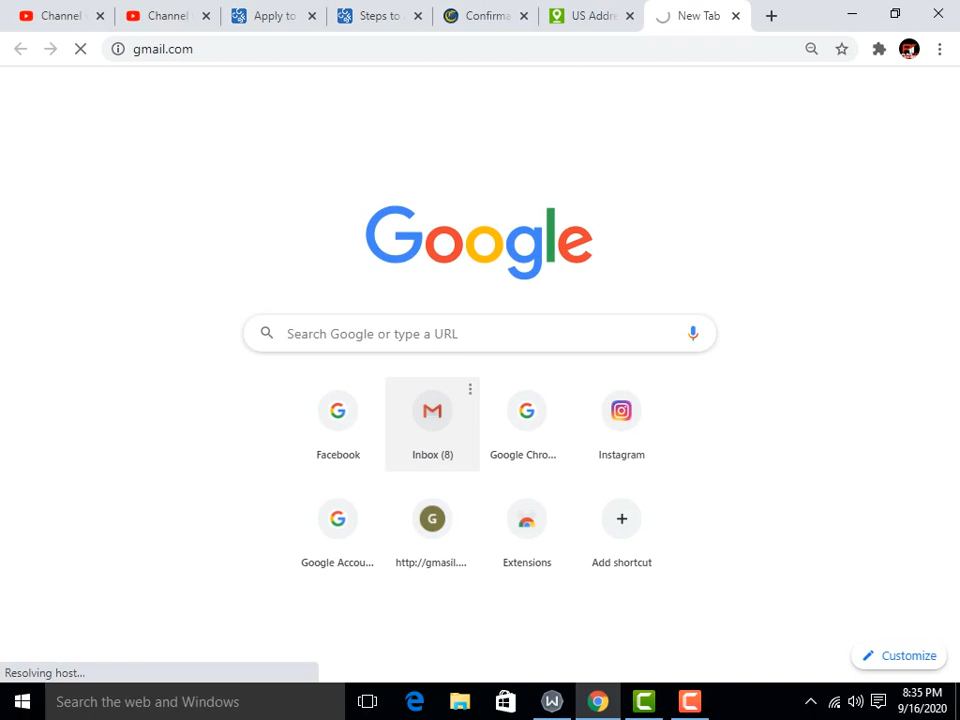 Channel
Channel
Apply to
Steps to
Confirma
US Addre
New Tab
gmail.com
Google
Search Google or type a URL
Facebook
Inbox (8)
Google Chro...
Instagram
Google Accou...
G
http://gmasil....
Extensions
Add shortcut
Customize
Resolving host...
Search the web and Windows
8:35 PM
9/16/2020